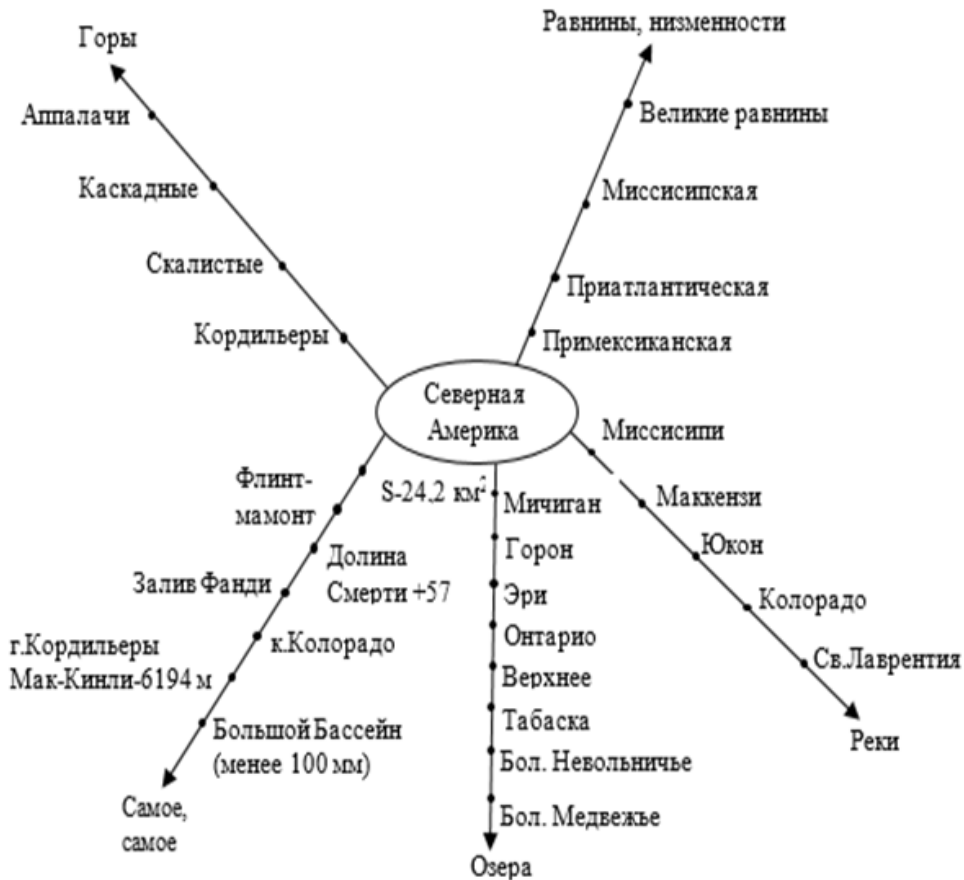 Горы
Аппалачи
Каскадные
Скалистые
Кордильеры
Равнины, низменности
Великие равнины
Миссисипская
Приатлантическая
Примексиканская
Северная
Америка
Миссисипи
Маккензи
Юкон
Колорадо
Св.Лаврентия
Реки
S-24,2 км²
Флинт-
мамонт
Долина
Смерти +57
Залив Фанди
к.Колорадо
г.Кордильеры
Мак-Кинли-6194 м
Большой Бассейн
(менее 100 мм)
Самое,
самое
Мичиган
Горон
Эри
Онтарио
Верхнее
Табаска
Бол. Невольничье
Бол. Медвежье
Озера